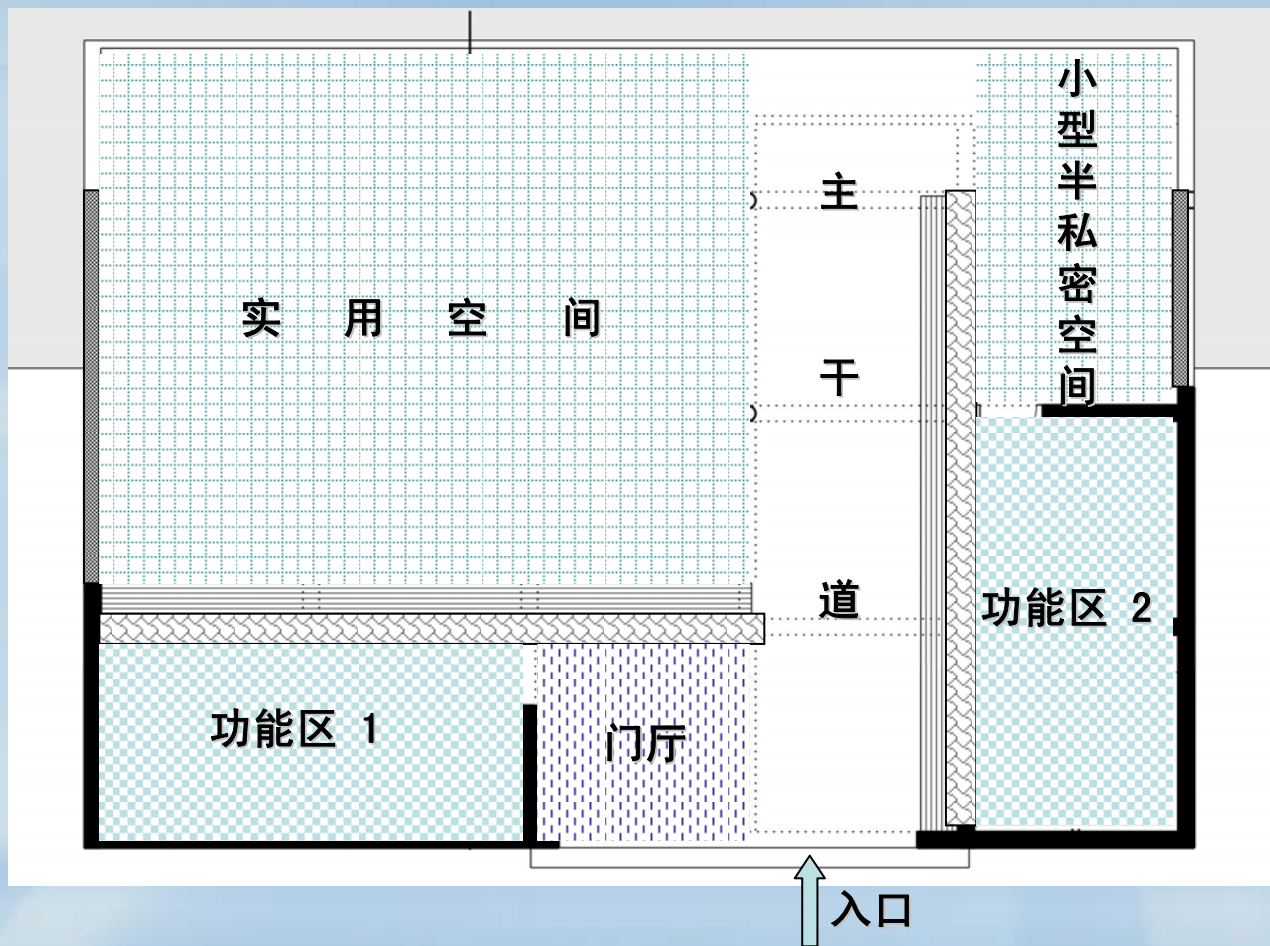 小型半私密空间
主干道
实用空间
功能区 2
功能区 1
门厅
入口